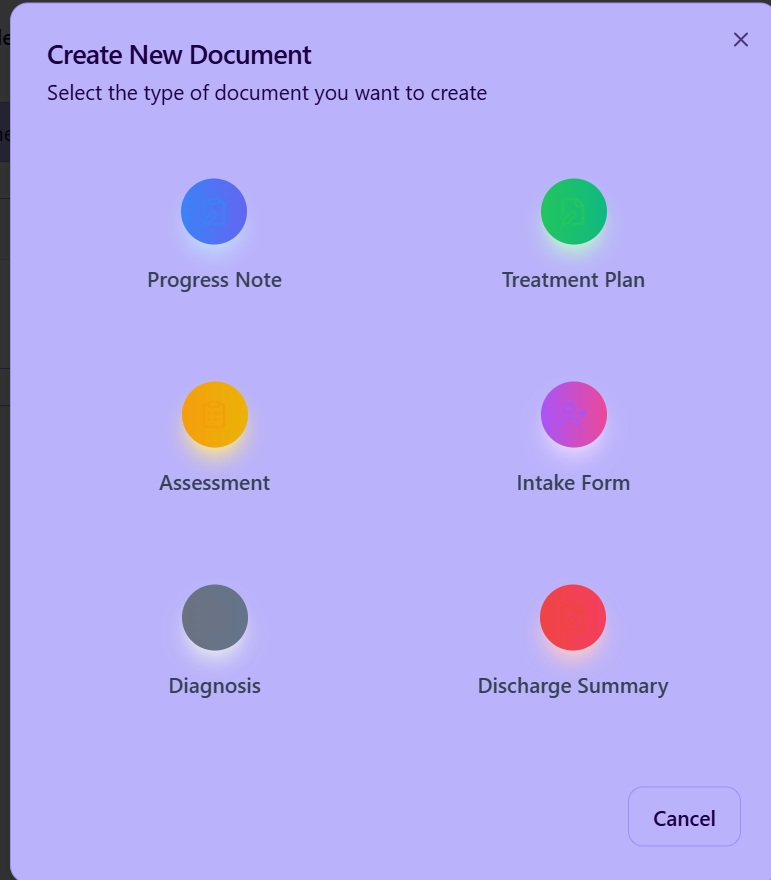 Create New Document
Select the type of document you want to create
Progress Note
Treatment Plan
Assessment
Intake Form
Diagnosis
Discharge Summary
Cancel